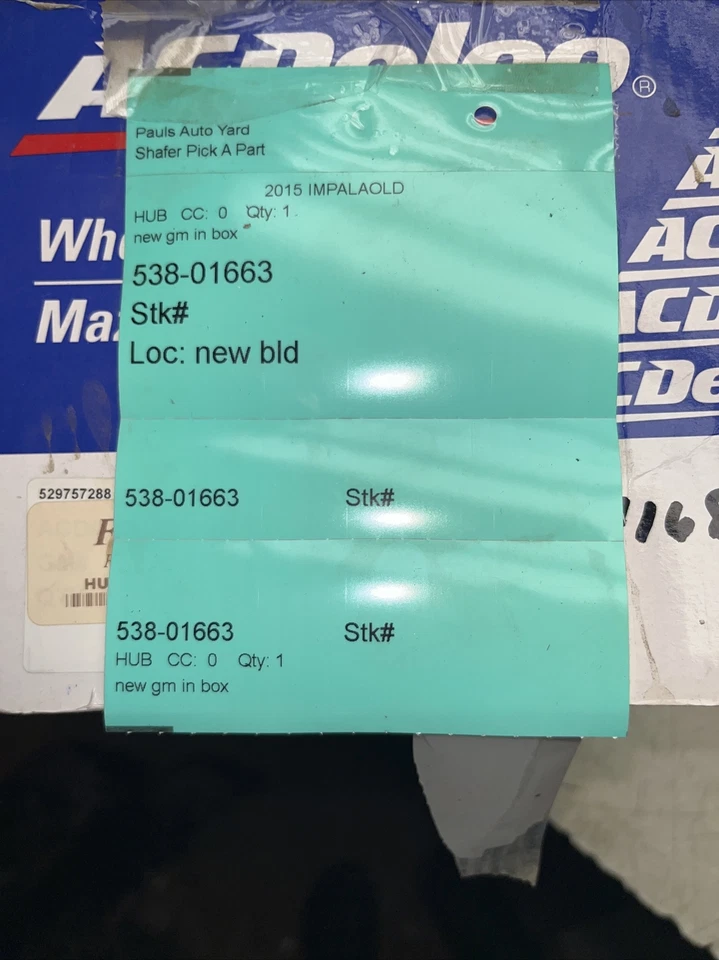 ACDelco
®
Pauls Auto Yard
Shafer Pick A Part
2015 IMPALAOLD
HUB CC: 0 Qty: 1
new gm in box
538-01663
Stk#
Loc: new bld
538-01663 Stk#
538-01663 Stk#
HUB CC: 0 Qty: 1
new gm in box
529757288
HU